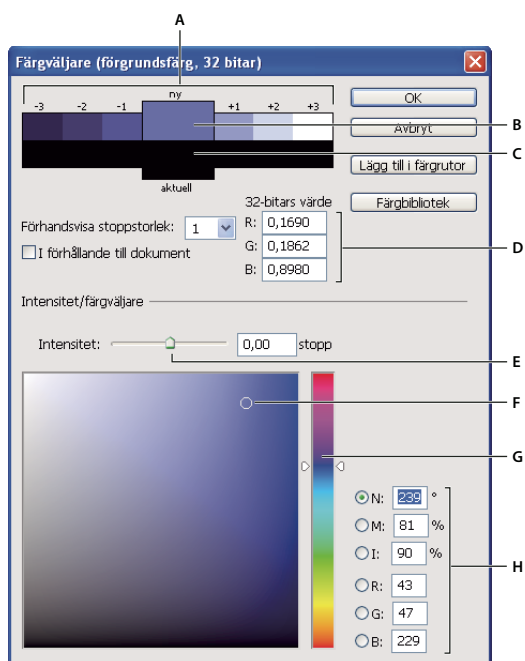 A
Färgväljare (förgrundsfärg, 32 bitar)
ny
-3 -2 -1 +1 +2 +3
OK
B
Avbryt
C
Lägg till i färgrutor
aktuell
Färgbibliotek
32-bitars värde
Förhandsvisa stoppstorlek: 1
R: 0,1690
I förhållande till dokument
G: 0,1862
D
B: 0,8980
Intensitet/färgväljare
Intensitet: 0,00 stopp
E
F
G
N: 239 °
M: 81 %
I: 90 %
H
R: 43
G: 47
B: 229